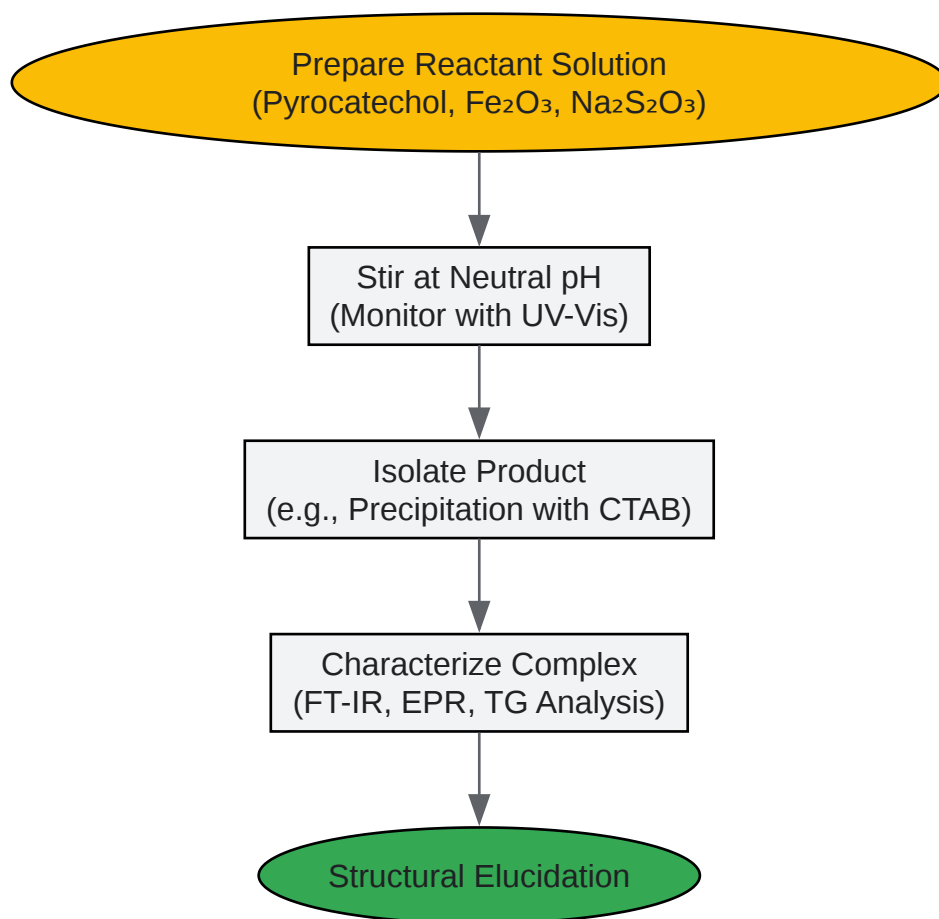 Prepare Reactant Solution
(Pyrocatechol, Fe₂O₃, Na₂S₂O₃)
Stir at Neutral pH
(Monitor with UV-Vis)
Isolate Product
(e.g., Precipitation with CTAB)
Characterize Complex
(FT-IR, EPR, TG Analysis)
Structural Elucidation